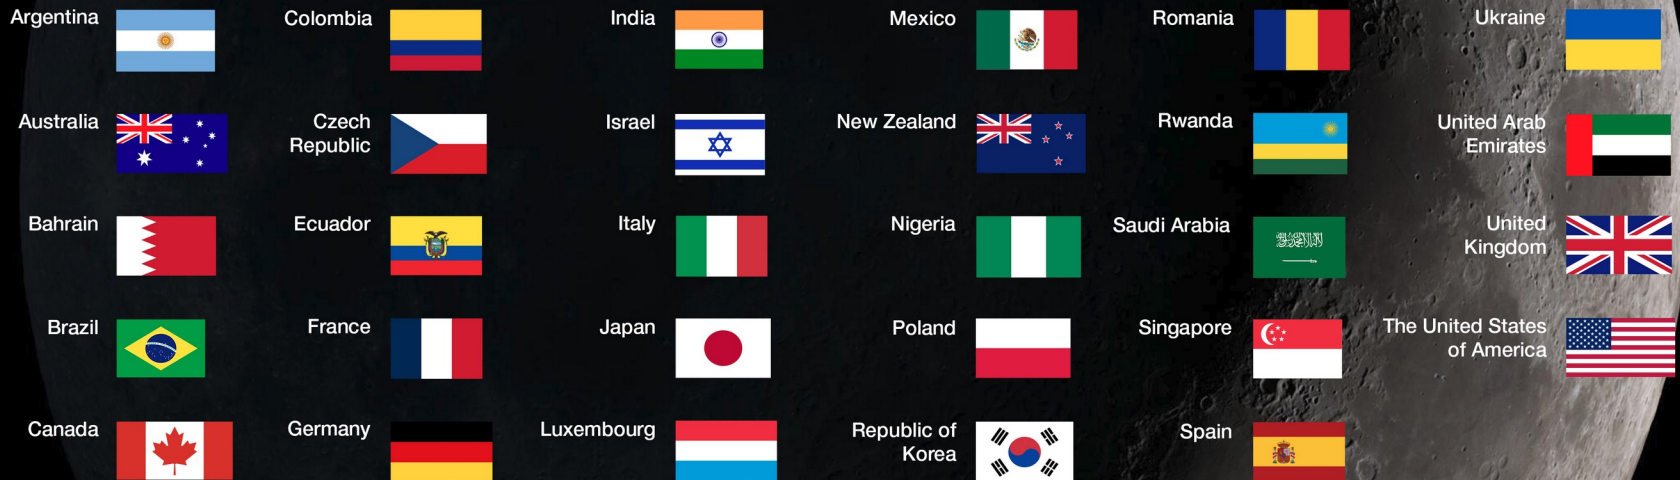 Argentina
Australia
Bahrain
Brazil
Canada
Colombia
Czech
Republic
Ecuador
France
Germany
India
Israel
Italy
Japan
Luxembourg
Mexico
New Zealand
Nigeria
Poland
Republic of
Korea
Romania
Rwanda
Saudi Arabia
Singapore
Spain
Ukraine
United Arab
Emirates
United
Kingdom
The United States
of America